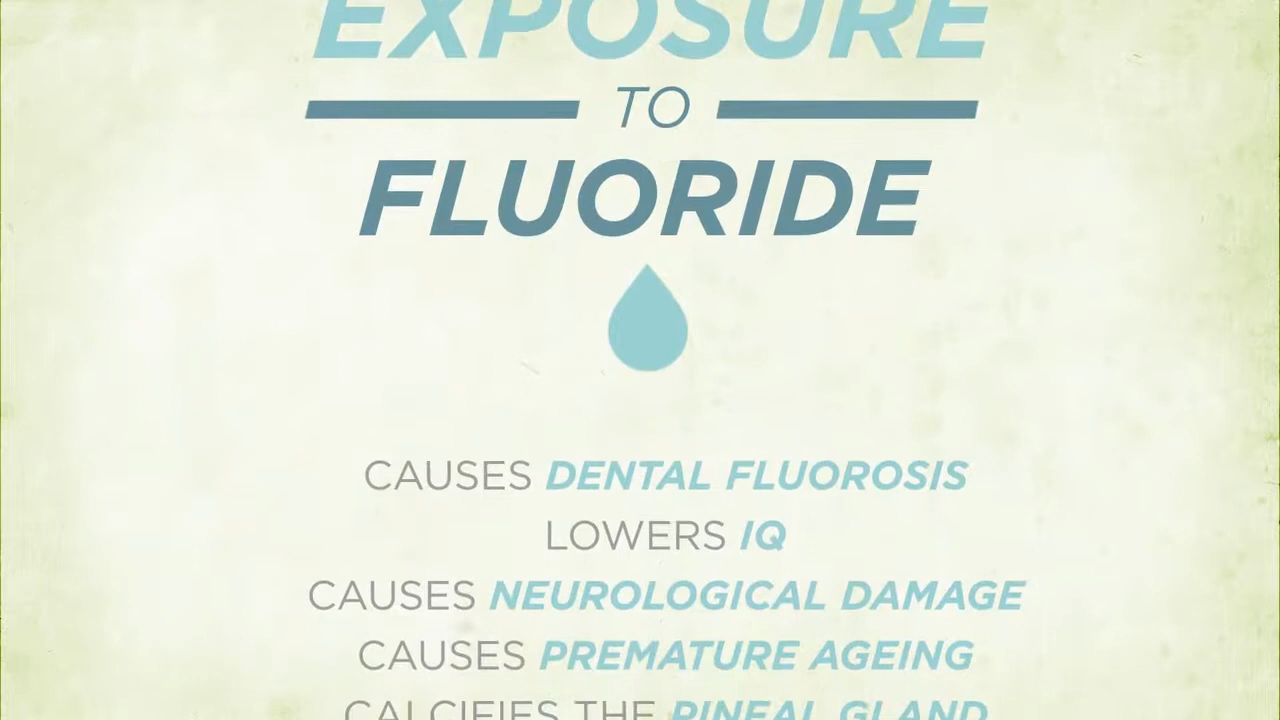 EXPOSURE
TO
FLUORIDE
CAUSES DENTAL FLUOROSIS
LOWERS IQ
CAUSES NEUROLOGICAL DAMAGE
CAUSES PREMATURE AGEING
CALCIFIES THE PINEAL GLAND